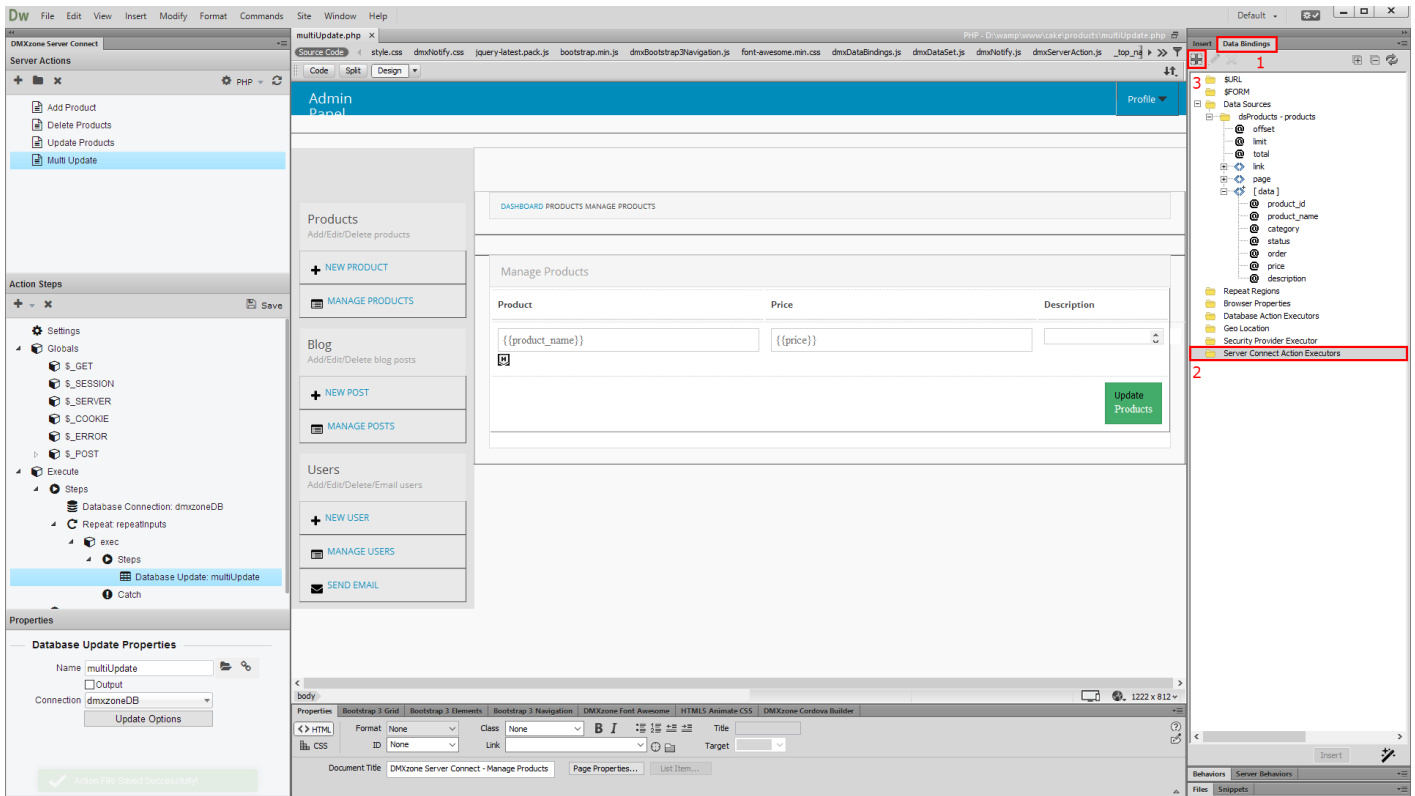 Dw File Edit View Insert Modify Format Commands Site Window Help Default
DMXzone Server Connect
Server Actions
PHP
Add Product
Delete Products
Update Products
Multi Update
Action Steps
Save
Settings
Globals
$_GET
$_SESSION
$_SERVER
$_COOKIE
$_ERROR
$_POST
Execute
Steps
Database Connection: dmxzoneDB
Repeat: repeatInputs
exec
Steps
Database Update: multiUpdate
Catch
Properties
Database Update Properties
Name multiUpdate
Output
Connection dmxzoneDB
Update Options
Action File Saved Successfully!
multiUpdate.php × PHP - D:\wamp\www\cake\products\multiUpdate.php
Source Code style.css dmxNotify.css jquery-latest.pack.js bootstrap.min.js dmxBootstrap3Navigation.js font-awesome.min.css dmxDataBindings.js dmxDataSet.js dmxNotify.js dmxServerAction.js _top_na
Code Split Design
Admin Panel
Profile
Products
Add/Edit/Delete products
NEW PRODUCT
MANAGE PRODUCTS
Blog
Add/Edit/Delete blog posts
NEW POST
MANAGE POSTS
Users
Add/Edit/Delete/Email users
NEW USER
MANAGE USERS
SEND EMAIL
DASHBOARD PRODUCTS MANAGE PRODUCTS
Manage Products
Product Price Description
{{product_name}} {{price}}
Update
Products
body 1222 x 812
Properties Bootstrap 3 Grid Bootstrap 3 Elements Bootstrap 3 Navigation DMXzone Font Awesome HTML5 Animate CSS DMXzone Cordova Builder
<> HTML Format None Class None B I Title
CSS ID None Link Target
Document Title DMXzone Server Connect - Manage Products Page Properties... List Item...
Insert Data Bindings
1
3
$URL
$FORM
Data Sources
dsProducts - products
offset
limit
total
link
page
[ data ]
product_id
product_name
category
status
order
price
description
Repeat Regions
Browser Properties
Database Action Executors
Geo Location
Security Provider Executor
Server Connect Action Executors
2
Insert
Behaviors Server Behaviors
Files Snippets